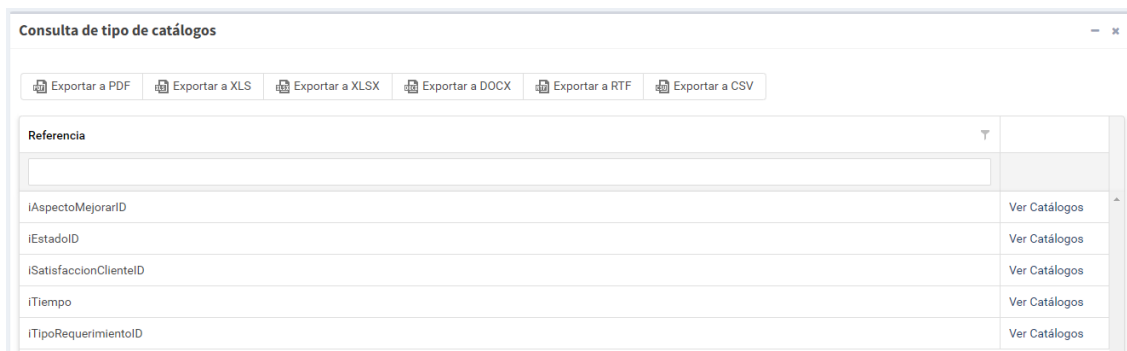 Consulta de tipo de catálogos
Exportar a PDF Exportar a XLS Exportar a XLSX Exportar a DOCX Exportar a RTF Exportar a CSV
Referencia
iAspectoMejorarID Ver Catálogos
iEstadoID Ver Catálogos
iSatisfaccionClienteID Ver Catálogos
iTiempo Ver Catálogos
iTipoRequerimientoID Ver Catálogos